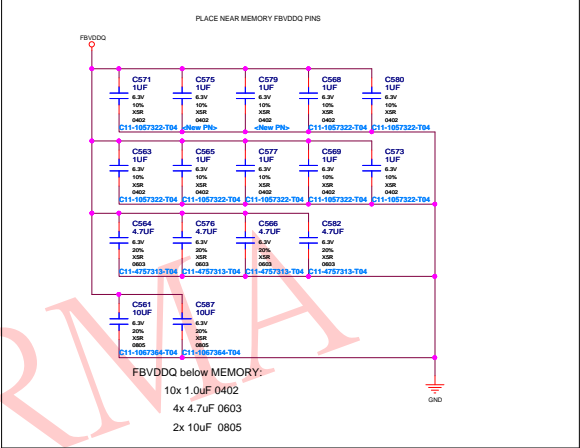 PLACE NEAR MEMORY FBVDDQ PINS
FBVDDQ
C571 C575 C579 C568 C580
1UF 1UF 1UF 1UF 1UF
6.3V 6.3V 6.3V 6.3V 6.3V
10% 10% 10% 10% 10%
X5R X5R X5R X5R X5R
0402 0402 0402 0402 0402
C11-1057322-T04 <New PN> <New PN> C11-1057322-T04 C11-1057322-T04
C563 C565 C577 C569 C573
1UF 1UF 1UF 1UF 1UF
6.3V 6.3V 6.3V 6.3V 6.3V
10% 10% 10% 10% 10%
X5R X5R X5R X5R X5R
0402 0402 0402 0402 0402
C11-1057322-T04 C11-1057322-T04 C11-1057322-T04 C11-1057322-T04 C11-1057322-T04
C564 C576 C566 C582
4.7UF 4.7UF 4.7UF 4.7UF
6.3V 6.3V 6.3V 6.3V
20% 20% 20% 20%
X5R X5R X5R X5R
0603 0603 0603 0603
C11-4757313-T04 C11-4757313-T04 C11-4757313-T04 C11-4757313-T04
C561 C587
10UF 10UF
6.3V 6.3V
20% 20%
X5R X5R
0805 0805
C11-1067364-T04 C11-1067364-T04
FBVDDQ below MEMORY:
10x 1.0uF 0402
4x 4.7uF 0603
2x 10uF 0805
GND
RMA